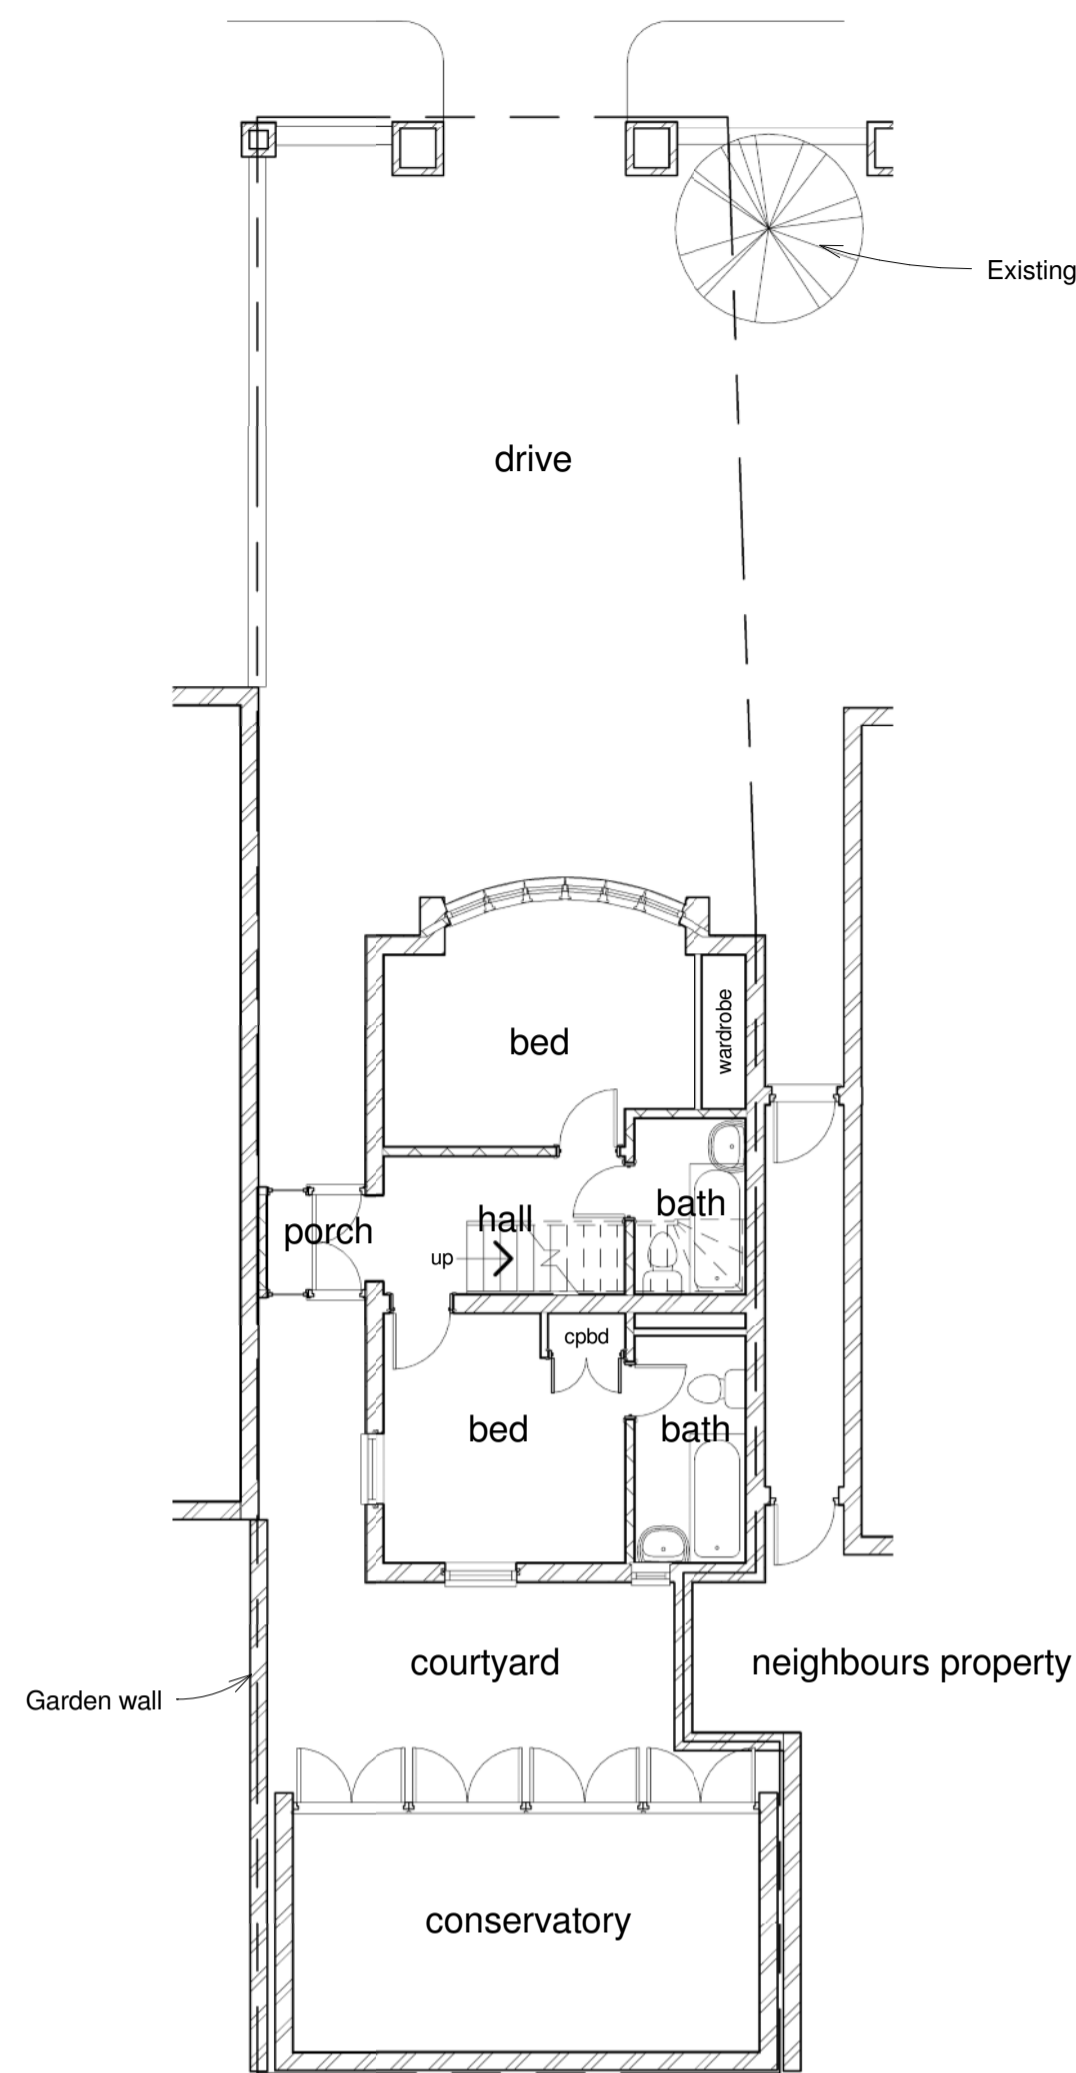 Existing
drive
bed
wardrobe
bath
hall
porch
up
cpbd
bed
bath
courtyard
neighbours property
Garden wall
conservatory